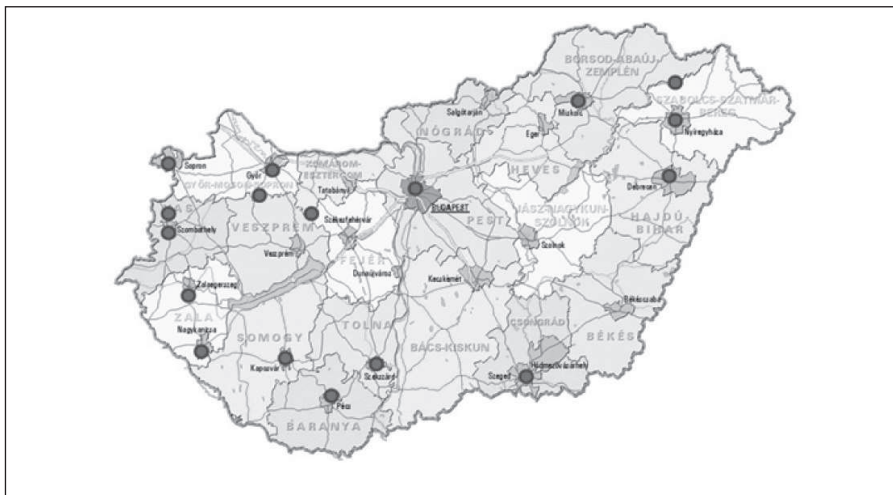 BORSOD-ABAÚJ-
ZEMPLÉN
SZABOLCS-SZATMÁR-
BEREG
Salgótarján
Miskolc
NÓGRÁD
Eger
Nyíregyháza
Sopron
Győr
KOMÁROM-
ESZTERGOM
HEVES
GYŐR-MOSON-SOPRON
Tatabánya
Debrecen
VAS
BUDAPEST
JÁSZ-NAGYKUN-
SZOLNOK
Székesfehérvár
PEST
HAJDÚ-
BIHAR
Szombathely
VESZPRÉM
Szolnok
Veszprém
FEJÉR
Dunaújváros
Kecskemét
Zalaegerszeg
Békéscsaba
ZALA
TOLNA
CSONGRÁD
Nagykanizsa
SOMOGY
BÁCS-KISKUN
BÉKÉS
Kaposvár
Szekszárd
Szeged
Hódmezővásárhely
Pécs
BARANYA